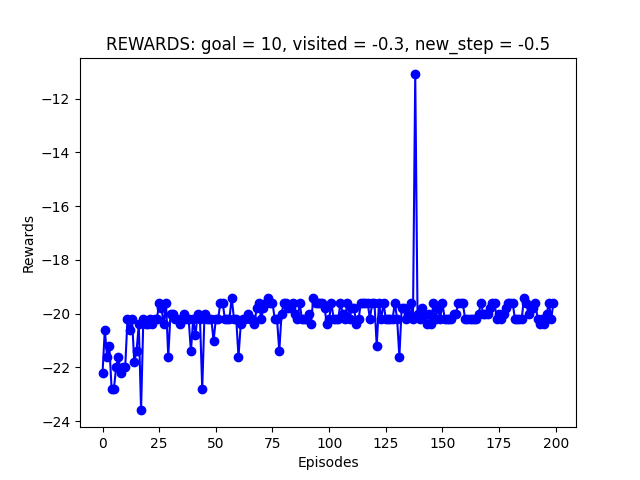 REWARDS: goal = 10, visited = -0.3, new_step = -0.5
Rewards
−12
−14
−16
−18
−20
−22
−24
0 25 50 75 100 125 150 175 200
Episodes